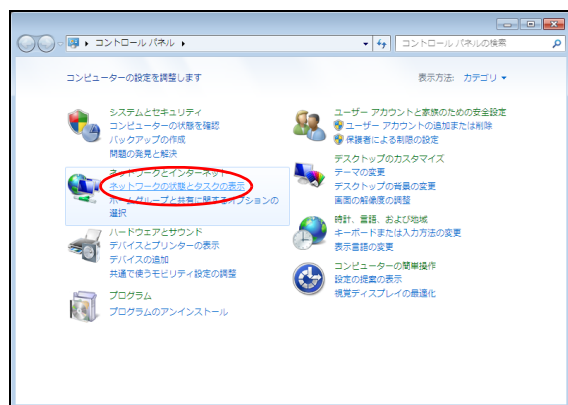 コントロール パネル
コントロール パネルの検索
コンピューターの設定を調整します
表示方法: カテゴリ
システムとセキュリティ
コンピューターの状態を確認
バックアップの作成
問題の発見と解決
ネットワークとインターネット
ネットワークの状態とタスクの表示
ホームグループと共有に関するオプションの
選択
ハードウェアとサウンド
デバイスとプリンターの表示
デバイスの追加
共通で使うモビリティ設定の調整
プログラム
プログラムのアンインストール
ユーザー アカウントと家族のための安全設定
ユーザー アカウントの追加または削除
保護者による制限の設定
デスクトップのカスタマイズ
テーマの変更
デスクトップの背景の変更
画面の解像度の調整
時計、言語、および地域
キーボードまたは入力方法の変更
表示言語の変更
コンピューターの簡単操作
設定の提案の表示
視覚ディスプレイの最適化